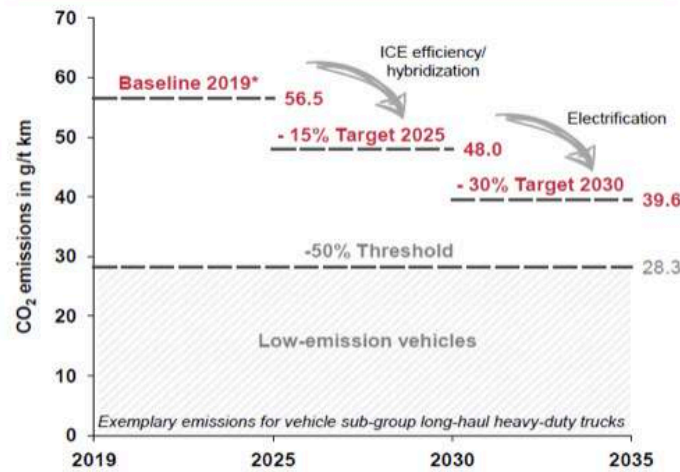 CO₂ emissions in g/t km
70
60
50
40
30
20
10
0
ICE efficiency/
hybridization
Baseline 2019*
56.5
Electrification
- 15% Target 2025
48.0
- 30% Target 2030
39.6
-50% Threshold
28.3
Low-emission vehicles
Exemplary emissions for vehicle sub-group long-haul heavy-duty trucks
2019 2025 2030 2035